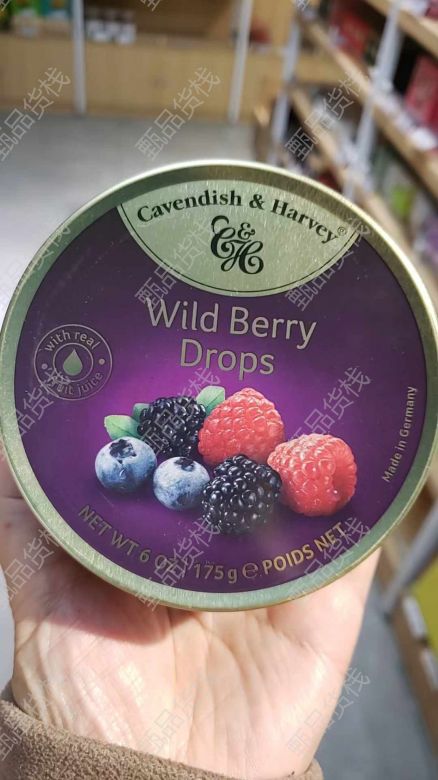 Cavendish & Harvey®
C&H
Wild Berry
Drops
with real
fruit juice
Made in Germany
NET WT 6 OZ / 175g ℮ POIDS NET
甄品货栈